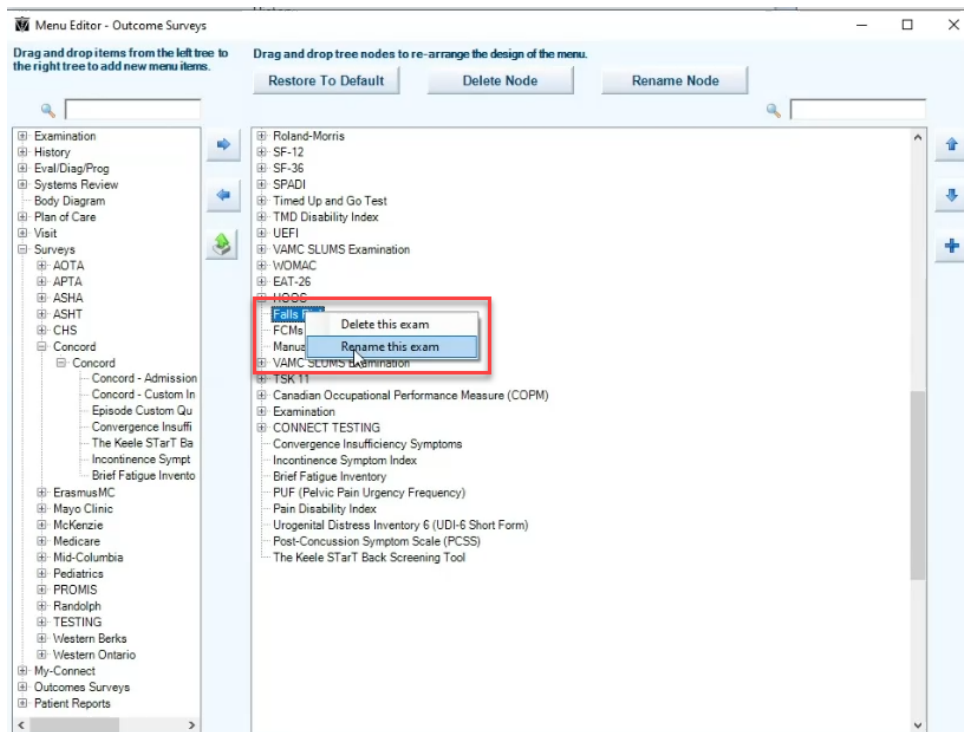 Menu Editor - Outcome Surveys
Drag and drop items from the left tree to
the right tree to add new menu items.
Drag and drop tree nodes to re-arrange the design of the menu.
Restore To Default
Delete Node
Rename Node
Examination
History
Eval/Diag/Prog
Systems Review
Body Diagram
Plan of Care
Visit
Surveys
AOTA
APTA
ASHA
ASHT
CHS
Concord
Concord
Concord - Admission
Concord - Custom In
Episode Custom Qu
Convergence Insuffi
The Keele STarT Ba
Incontinence Sympt
Brief Fatigue Invento
ErasmusMC
Mayo Clinic
McKenzie
Medicare
Mid-Columbia
Pediatrics
PROMIS
Randolph
TESTING
Western Berks
Western Ontario
My-Connect
Outcomes Surveys
Patient Reports
Roland-Morris
SF-12
SF-36
SPADI
Timed Up and Go Test
TMD Disability Index
UEFI
VAMC SLUMS Examination
WOMAC
EAT-26
HOOS
Falls
FCMs
Manua
Delete this exam
Rename this exam
VAMC SLUMS Examination
TSK 11
Canadian Occupational Performance Measure (COPM)
Examination
CONNECT TESTING
Convergence Insufficiency Symptoms
Incontinence Symptom Index
Brief Fatigue Inventory
PUF (Pelvic Pain Urgency Frequency)
Pain Disability Index
Urogenital Distress Inventory 6 (UDI-6 Short Form)
Post-Concussion Symptom Scale (PCSS)
The Keele STarT Back Screening Tool